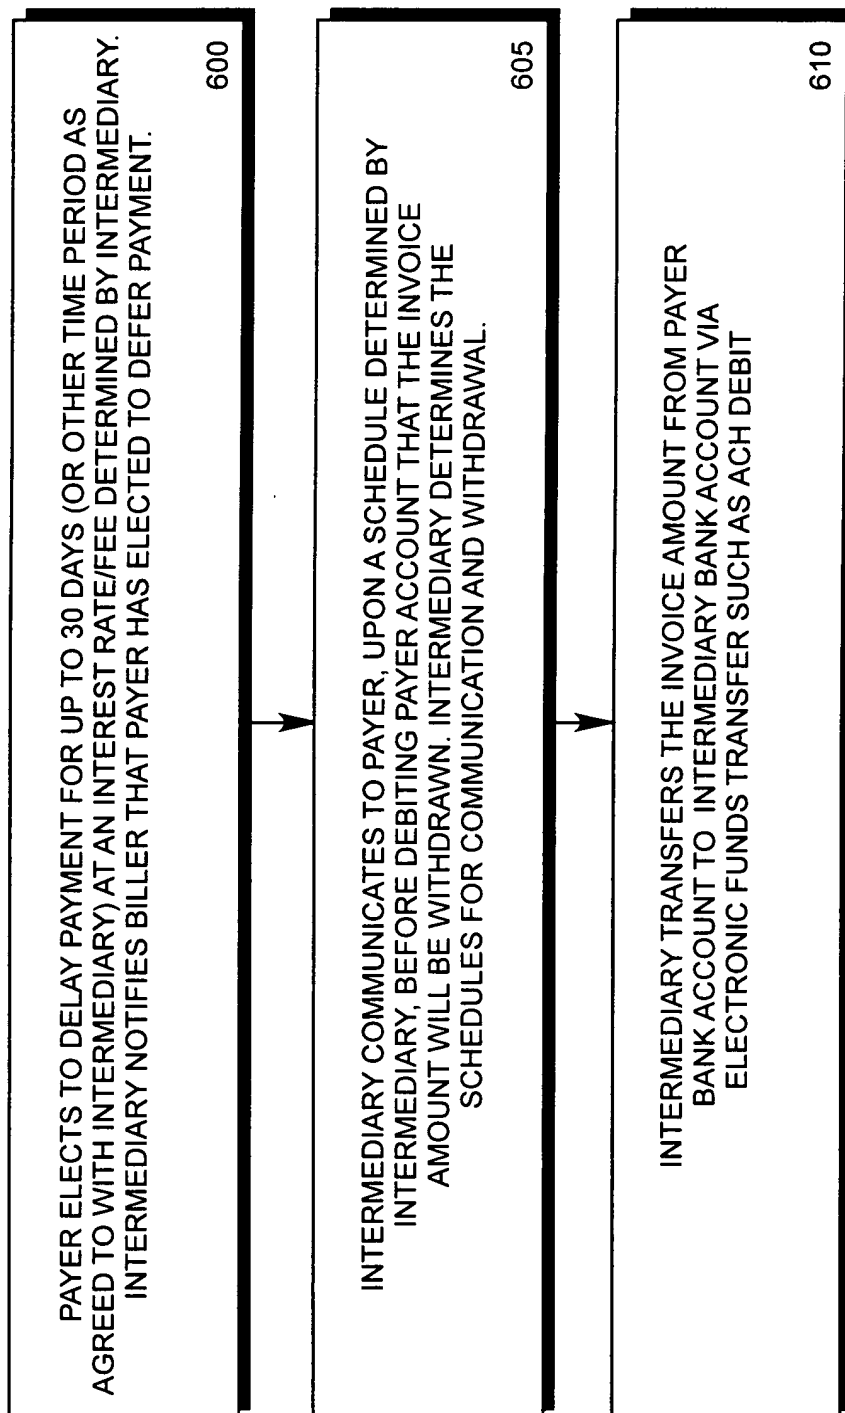 PAYER ELECTS TO DELAY PAYMENT FOR UP TO 30 DAYS (OR OTHER TIME PERIOD AS
AGREED TO WITH INTERMEDIARY) AT AN INTEREST RATE/FEE DETERMINED BY INTERMEDIARY.
INTERMEDIARY NOTIFIES BILLER THAT PAYER HAS ELECTED TO DEFER PAYMENT.
600
INTERMEDIARY COMMUNICATES TO PAYER, UPON A SCHEDULE DETERMINED BY
INTERMEDIARY, BEFORE DEBITING PAYER ACCOUNT THAT THE INVOICE
AMOUNT WILL BE WITHDRAWN. INTERMEDIARY DETERMINES THE
SCHEDULES FOR COMMUNICATION AND WITHDRAWAL.
605
INTERMEDIARY TRANSFERS THE INVOICE AMOUNT FROM PAYER
BANK ACCOUNT TO INTERMEDIARY BANK ACCOUNT VIA
ELECTRONIC FUNDS TRANSFER SUCH AS ACH DEBIT
610